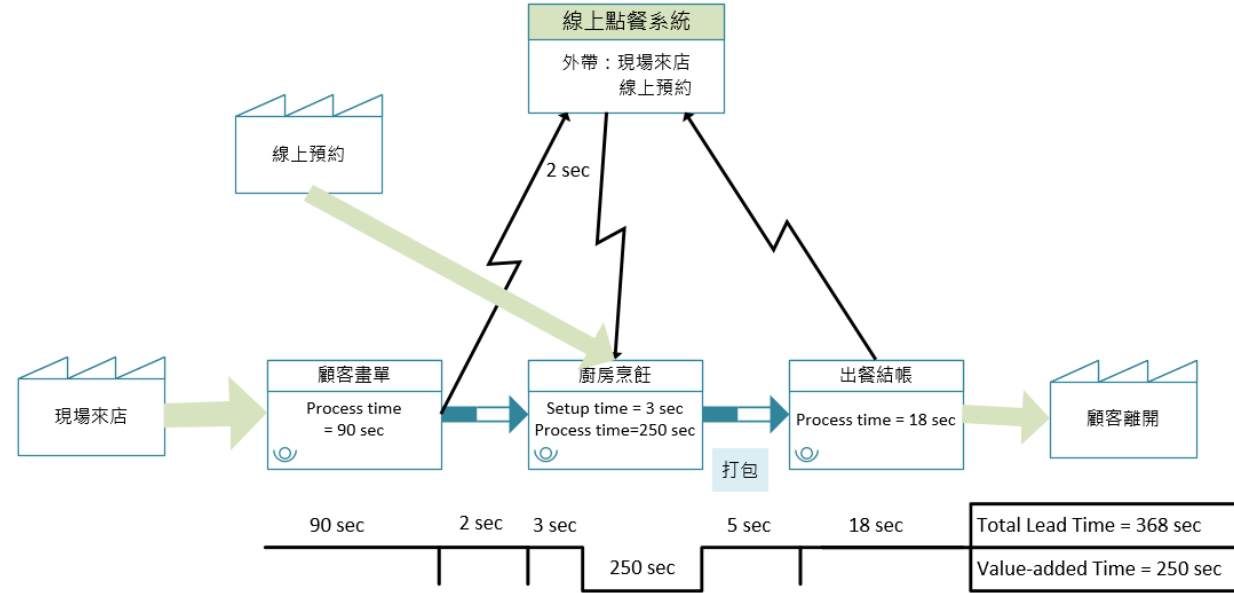 線上點餐系統
外帶：現場來店
線上預約
線上預約
2 sec
現場來店
顧客畫單
Process time
= 90 sec
廚房烹飪
Setup time = 3 sec
Process time=250 sec
打包
出餐結帳
Process time = 18 sec
顧客離開
90 sec
2 sec
3 sec
250 sec
5 sec
18 sec
Total Lead Time = 368 sec
Value-added Time = 250 sec